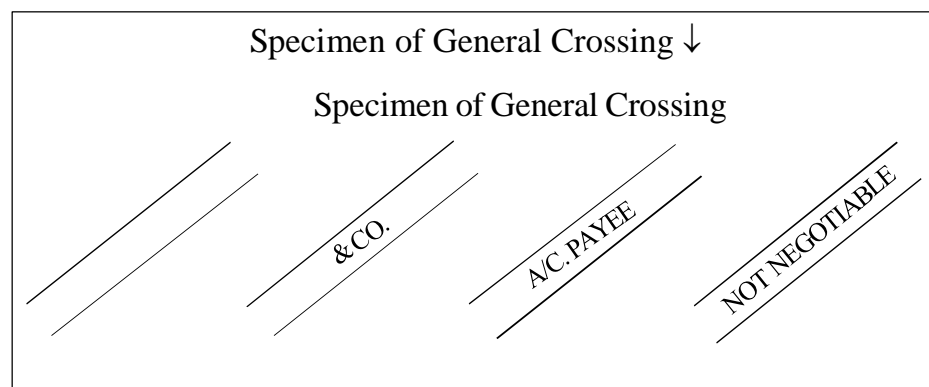 Specimen of General Crossing ↓
Specimen of General Crossing
& CO.
A/C. PAYEE
NOT NEGOTIABLE